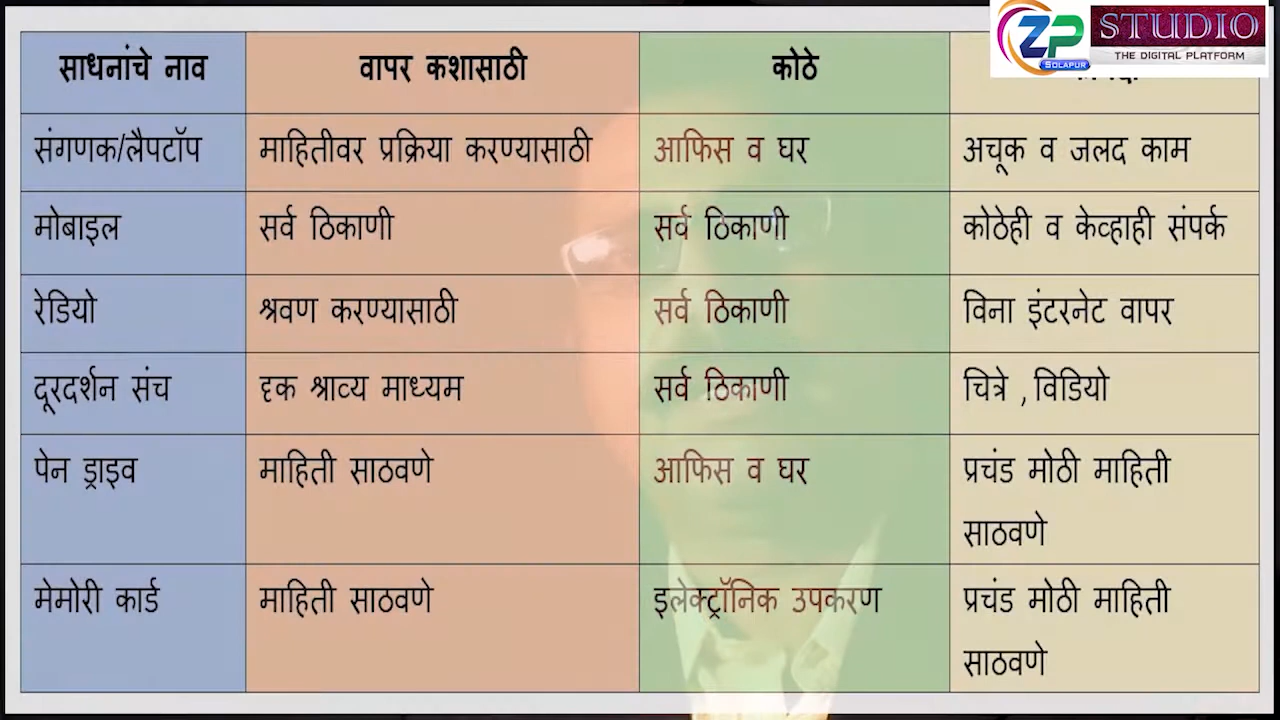 ZP STUDIO
SOLAPUR THE DIGITAL PLATFORM
साधनांचे नाव वापर कशासाठी कोठे
संगणक/लैपटॉप माहितीवर प्रक्रिया करण्यासाठी आफिस व घर अचूक व जलद काम
मोबाइल सर्व ठिकाणी सर्व ठिकाणी कोठेही व केव्हाही संपर्क
रेडियो श्रवण करण्यासाठी सर्व ठिकाणी विना इंटरनेट वापर
दूरदर्शन संच दृक श्राव्य माध्यम सर्व ठिकाणी चित्रे ,विडियो
पेन ड्राइव माहिती साठवणे आफिस व घर प्रचंड मोठी माहिती
साठवणे
मेमोरी कार्ड माहिती साठवणे इलेक्ट्रॉनिक उपकरण प्रचंड मोठी माहिती
साठवणे